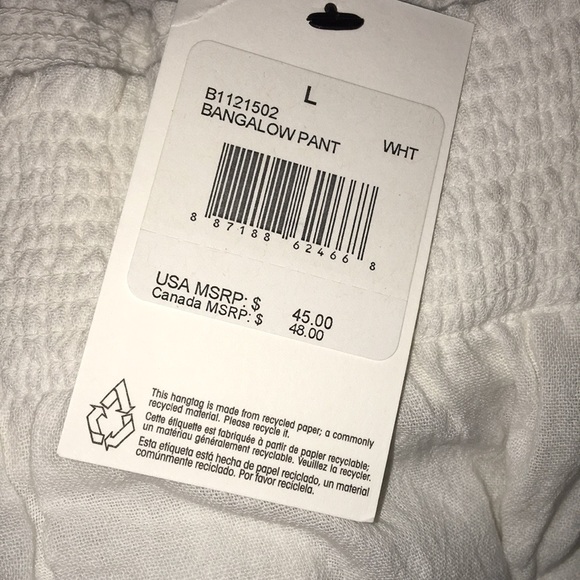 L
B1121502
BANGALOW PANT WHT
8 87188 62466 8
USA MSRP: $ 45.00
Canada MSRP: $ 48.00
This hangtag is made from recycled paper; a commonly
recycled material. Please recycle it.
Cette étiquette est fabriquée à partir de papier recyclable;
un matériau généralement recyclable. Veuillez la recycler.
Esta etiqueta está hecha de papel reciclado, un material
comúnmente reciclado. Por favor recíclela.